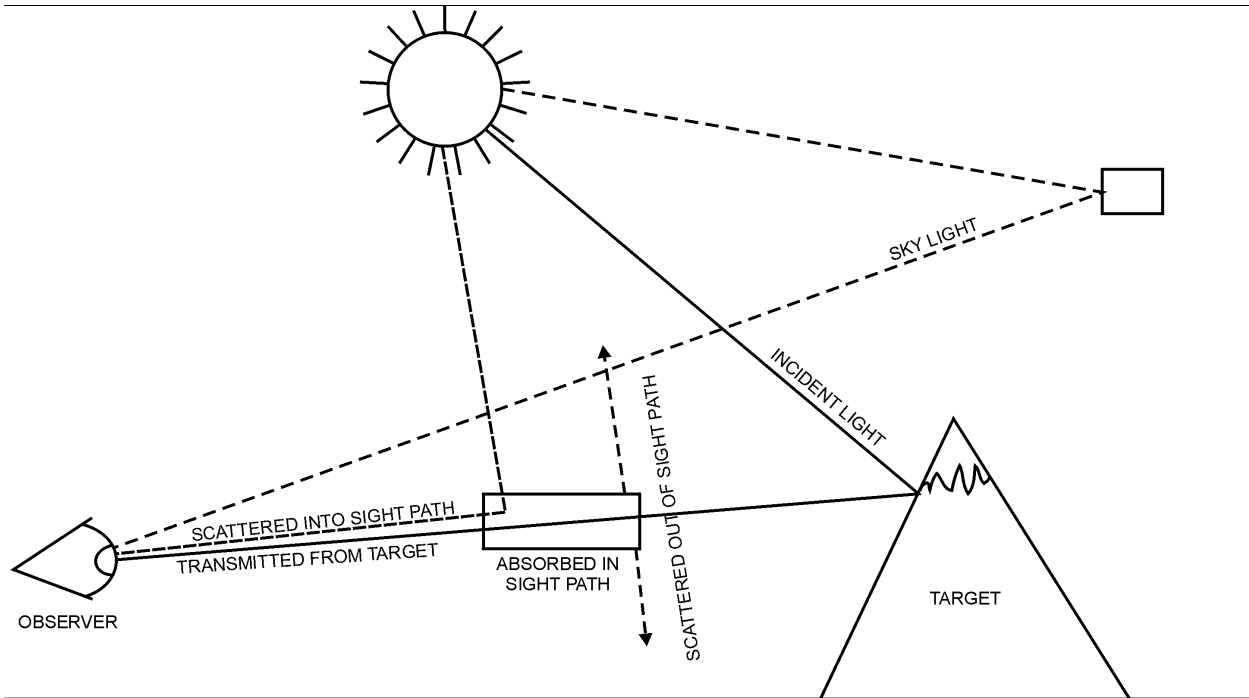 SKY LIGHT
INCIDENT LIGHT
SCATTERED OUT OF SIGHT PATH
SCATTERED INTO SIGHT PATH
TRANSMITTED FROM TARGET
ABSORBED IN
SIGHT PATH
OBSERVER
TARGET